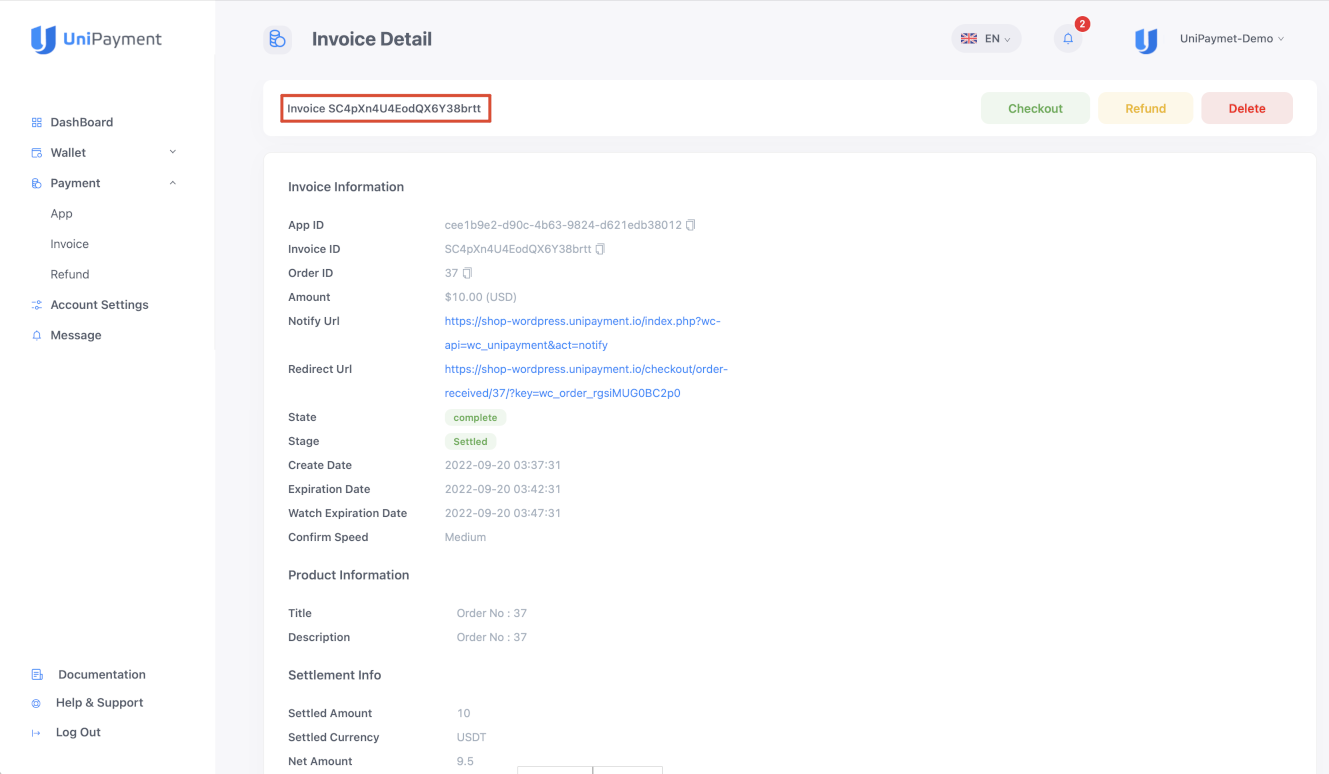 UniPayment
Invoice Detail
EN
2
UniPaymet-Demo
DashBoard
Wallet
Payment
App
Invoice
Refund
Account Settings
Message
Documentation
Help & Support
Log Out
Invoice SC4pXn4U4EodQX6Y38brtt
Checkout
Refund
Delete
Invoice Information
App ID cee1b9e2-d90c-4b63-9824-d621edb38012
Invoice ID SC4pXn4U4EodQX6Y38brtt
Order ID 37
Amount $10.00 (USD)
Notify Url https://shop-wordpress.unipayment.io/index.php?wc-
api=wc_unipayment&act=notify
Redirect Url https://shop-wordpress.unipayment.io/checkout/order-
received/37/?key=wc_order_rgsiMUG0BC2p0
State complete
Stage Settled
Create Date 2022-09-20 03:37:31
Expiration Date 2022-09-20 03:42:31
Watch Expiration Date 2022-09-20 03:47:31
Confirm Speed Medium
Product Information
Title Order No : 37
Description Order No : 37
Settlement Info
Settled Amount 10
Settled Currency USDT
Net Amount 9.5